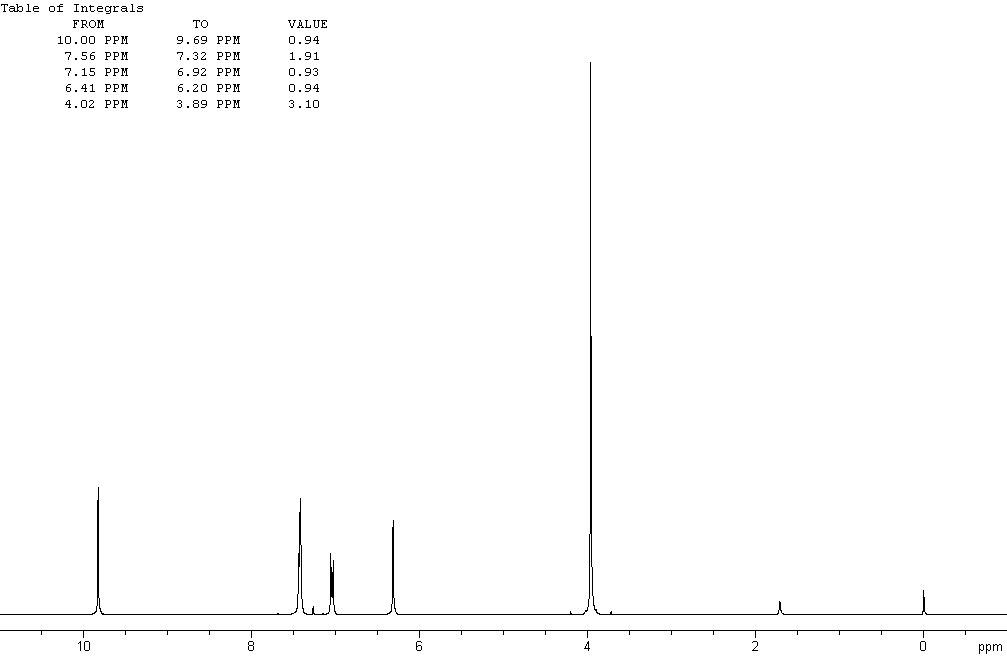 Table of Integrals
FROM TO VALUE
10.00 PPM 9.69 PPM 0.94
7.56 PPM 7.32 PPM 1.91
7.15 PPM 6.92 PPM 0.93
6.41 PPM 6.20 PPM 0.94
4.02 PPM 3.89 PPM 3.10
10 8 6 4 2 0 ppm